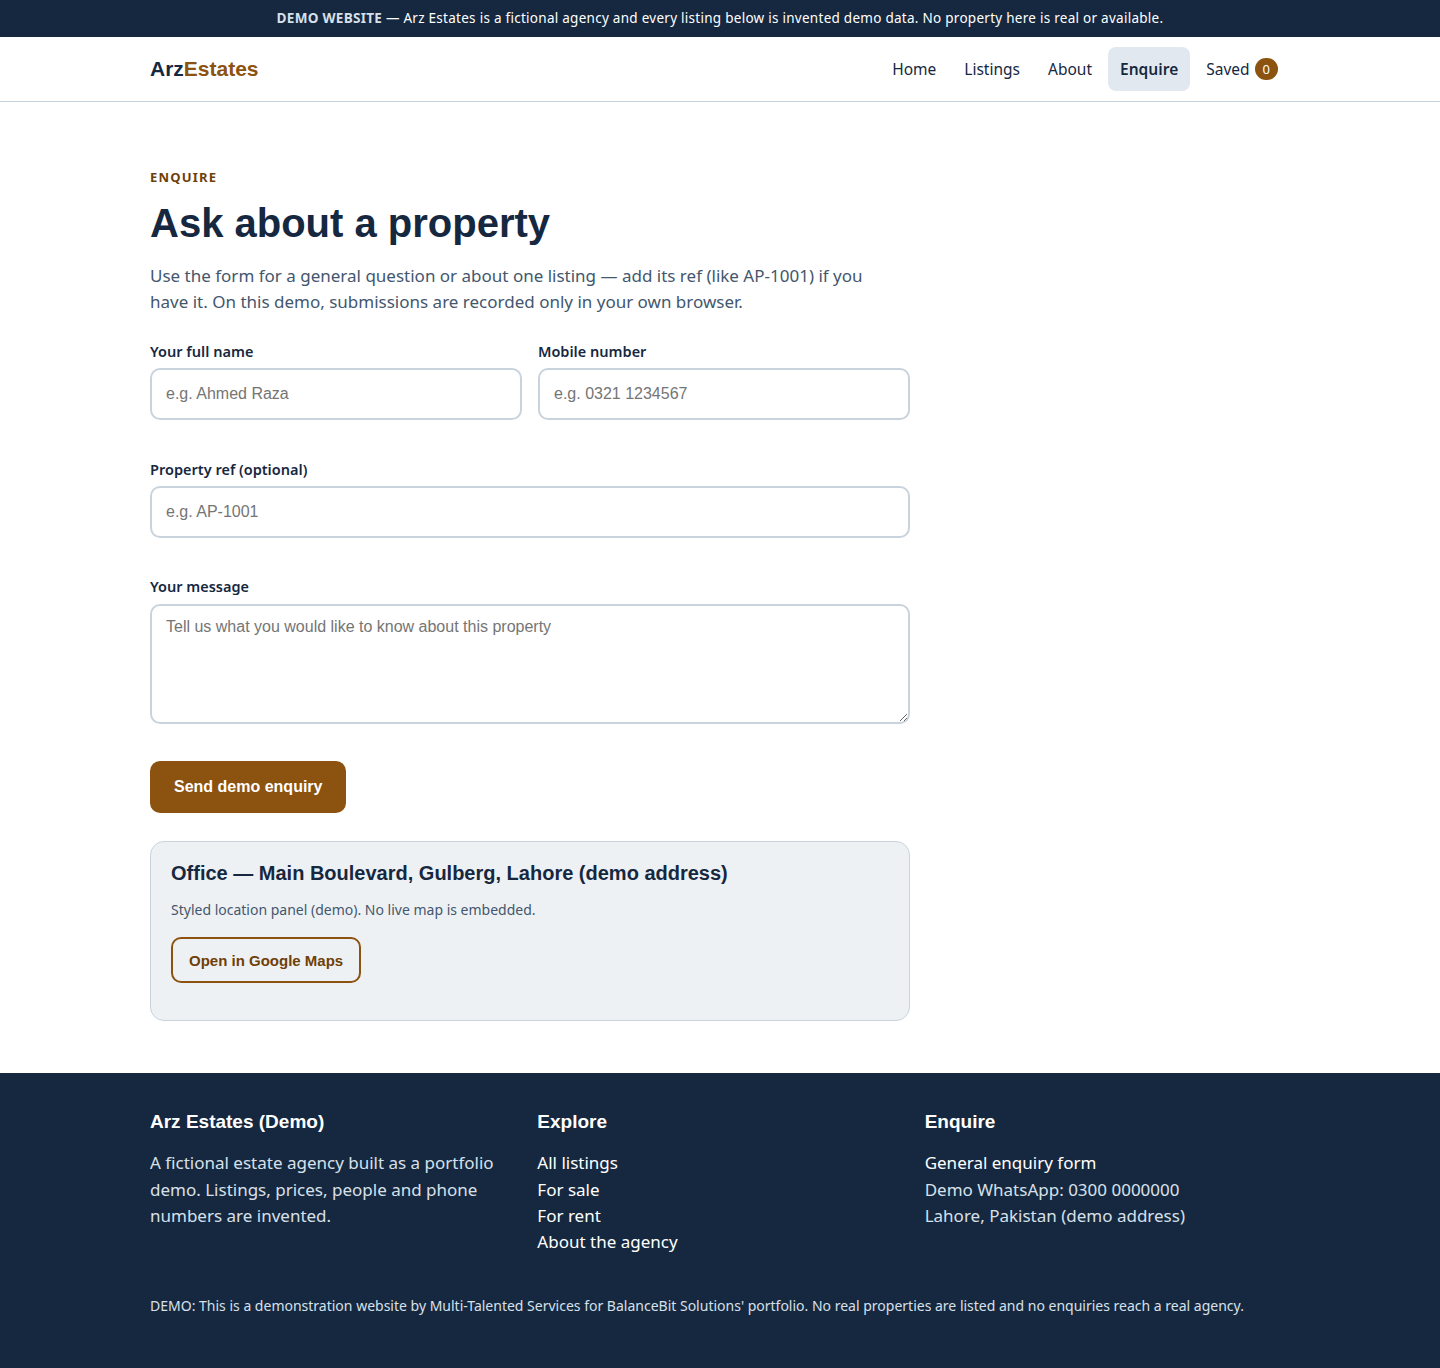 DEMO WEBSITE — Arz Estates is a fictional agency and every listing below is invented demo data. No property here is real or available.
ArzEstates
Home
Listings
About
Enquire
Saved 0
ENQUIRE
Ask about a property
Use the form for a general question or about one listing — add its ref (like AP-1001) if you
have it. On this demo, submissions are recorded only in your own browser.
Your full name
Mobile number
e.g. Ahmed Raza
e.g. 0321 1234567
Property ref (optional)
e.g. AP-1001
Your message
Tell us what you would like to know about this property
Send demo enquiry
Office — Main Boulevard, Gulberg, Lahore (demo address)
Styled location panel (demo). No live map is embedded.
Open in Google Maps
Arz Estates (Demo)
A fictional estate agency built as a portfolio
demo. Listings, prices, people and phone
numbers are invented.
Explore
All listings
For sale
For rent
About the agency
Enquire
General enquiry form
Demo WhatsApp: 0300 0000000
Lahore, Pakistan (demo address)
DEMO: This is a demonstration website by Multi-Talented Services for BalanceBit Solutions' portfolio. No real properties are listed and no enquiries reach a real agency.